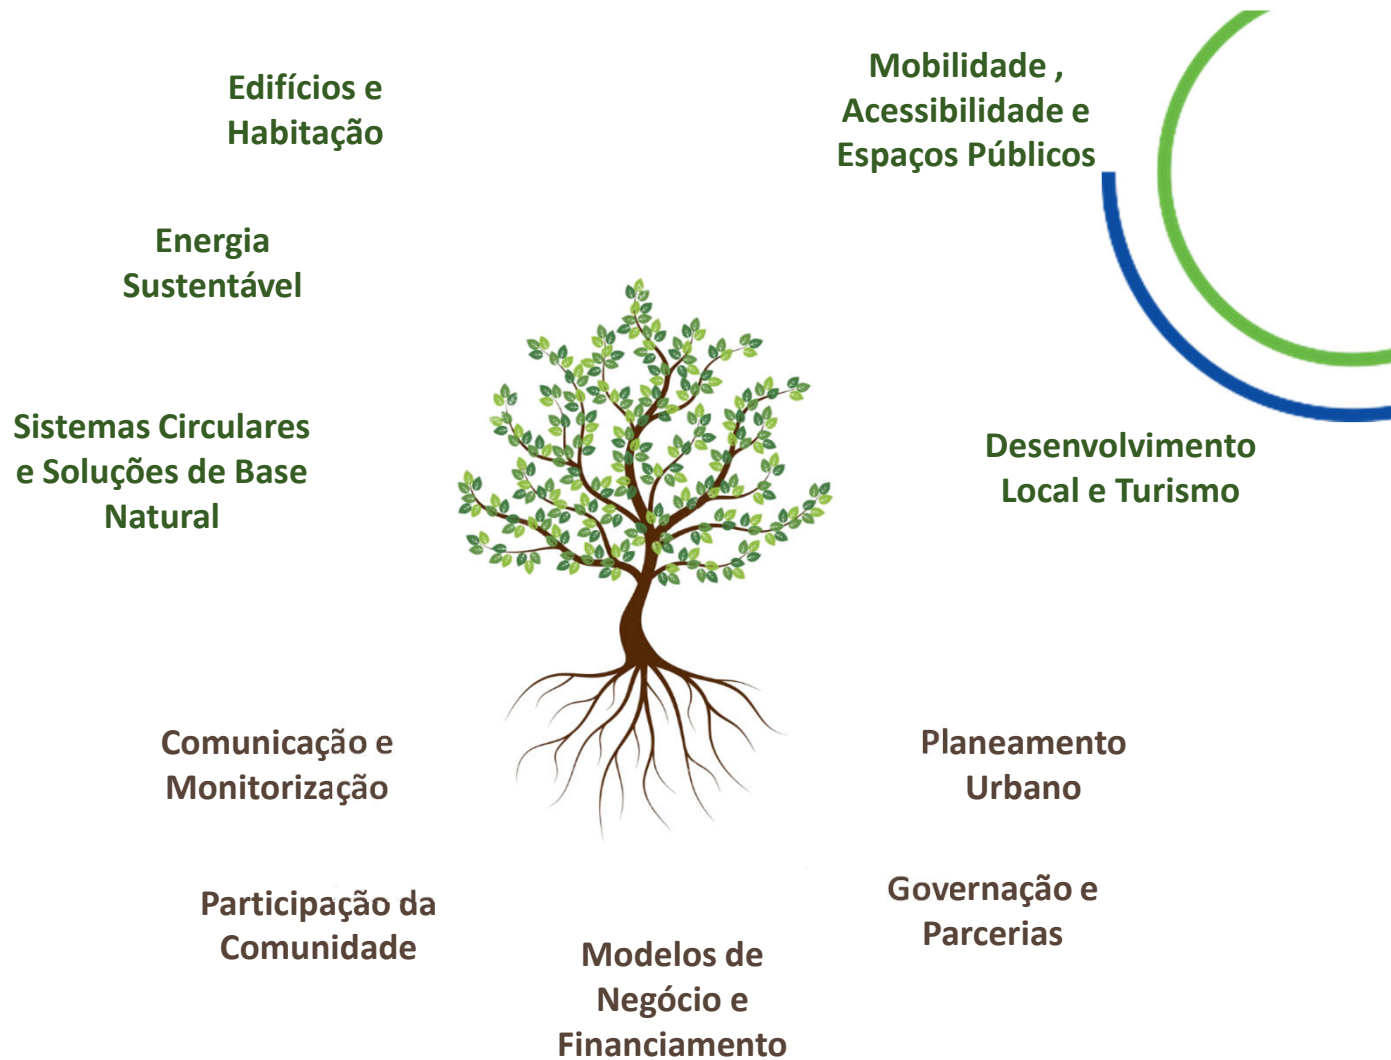 Edifícios e
Habitação
Mobilidade ,
Acessibilidade e
Espaços Públicos
Energia
Sustentável
Sistemas Circulares
e Soluções de Base
Natural
Desenvolvimento
Local e Turismo
Comunicação e
Monitorização
Planeamento
Urbano
Participação da
Comunidade
Governação e
Parcerias
Modelos de
Negócio e
Financiamento